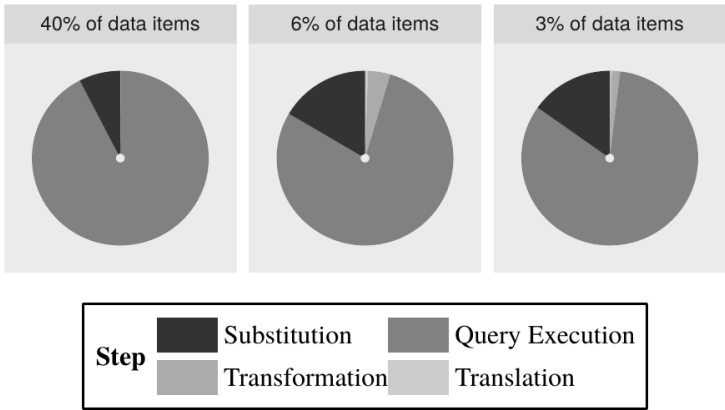 40% of data items
6% of data items
3% of data items
Step
Substitution
Query Execution
Transformation
Translation